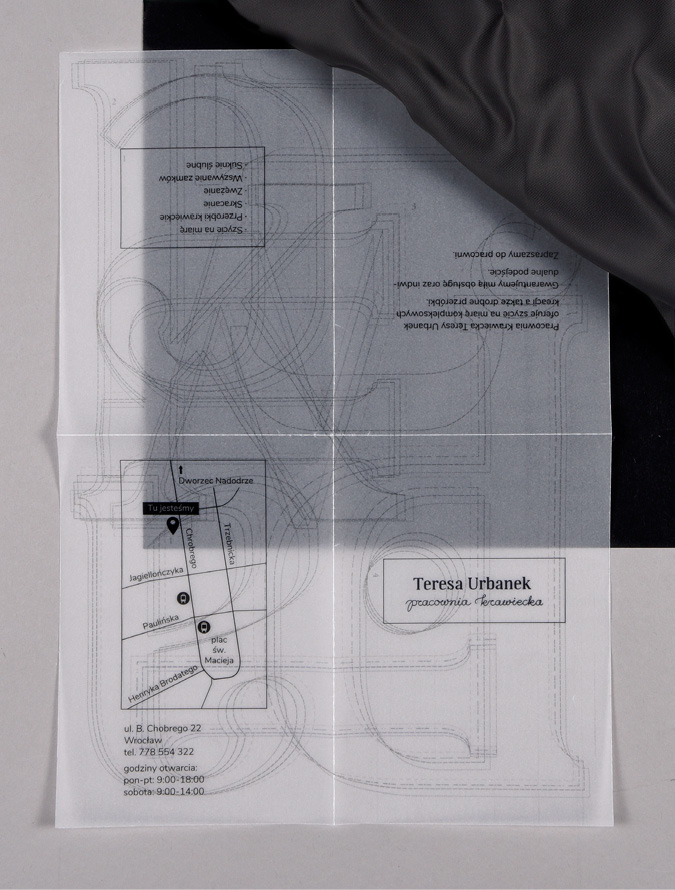 · Szycie na miarę
· Przeróbki krawieckie
· Skracanie
· Zwężanie
· Wszywanie zamków
· Suknie ślubne
Pracownia Krawiecka Teresy Urbanek
oferuje szycie na miarę kompleksowych
kreacji a także drobne przeróbki.
Gwarantujemy miłą obsługę oraz indwi-
dualne podejście.
Zapraszamy do pracowni.
Dworzec Nadodrze
Tu jesteśmy
Chrobrego
Trzebnicka
Jagiellończyka
Paulińska
plac
św.
Macieja
Henryka Brodatego
Teresa Urbanek
pracownia krawiecka
ul. B. Chobrego 22
Wrocław
tel. 778 554 322
godziny otwarcia:
pon-pt: 9:00-18:00
sobota: 9:00-14:00